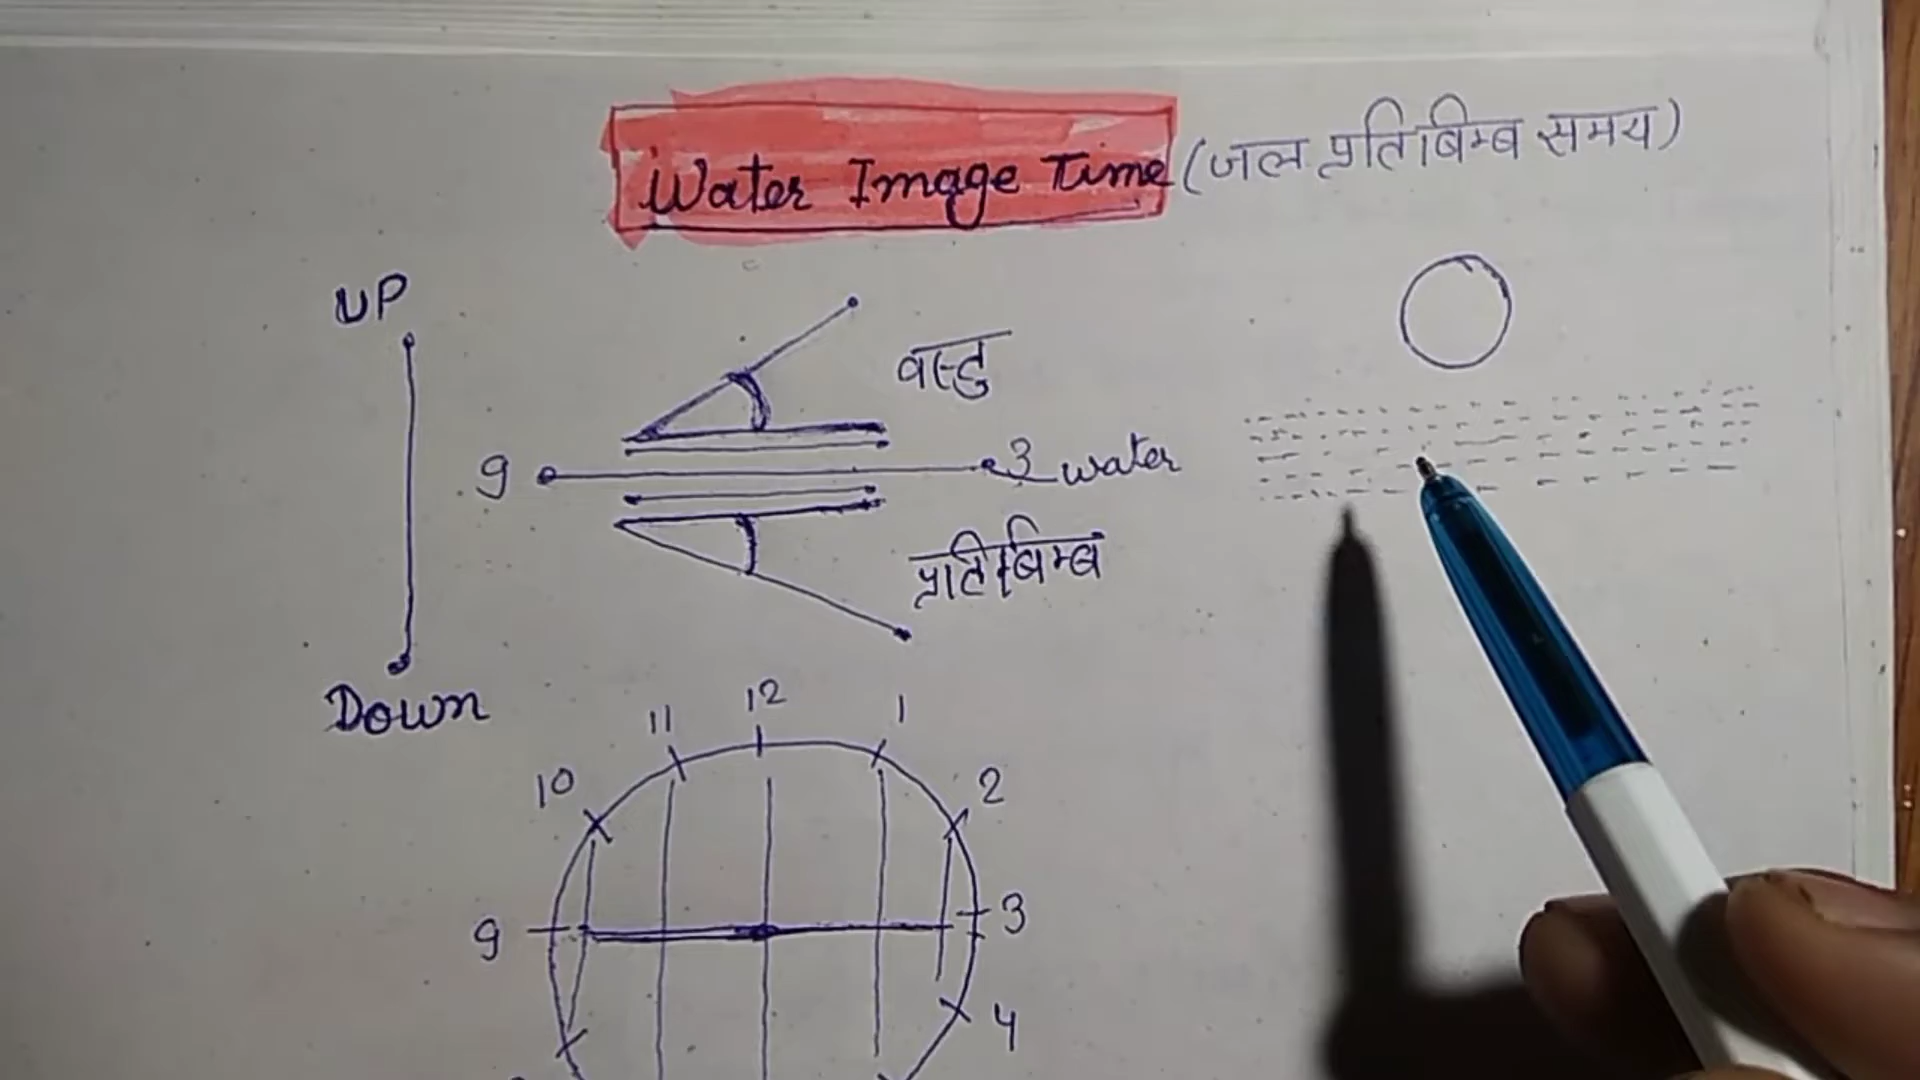 Water Image Time (जल प्रतिबिम्ब समय)
UP
वस्तु
9 3 water
प्रतिबिम्ब
Down
11 12 1
10 2
9 3
4